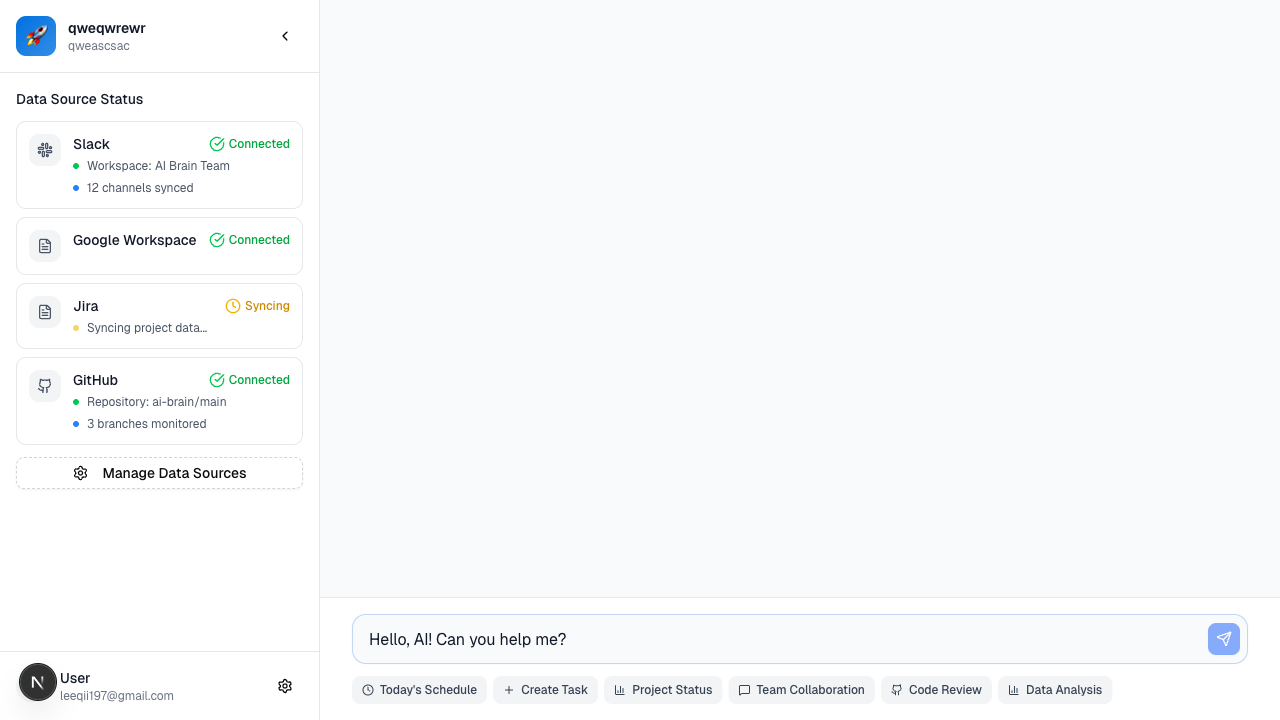 qweqwrewr
qweascsac
Data Source Status
Slack
Connected
Workspace: AI Brain Team
12 channels synced
Google Workspace
Connected
Jira
Syncing
Syncing project data...
GitHub
Connected
Repository: ai-brain/main
3 branches monitored
Manage Data Sources
N
User
leeqii197@gmail.com
Hello, AI! Can you help me?
Today's Schedule
Create Task
Project Status
Team Collaboration
Code Review
Data Analysis